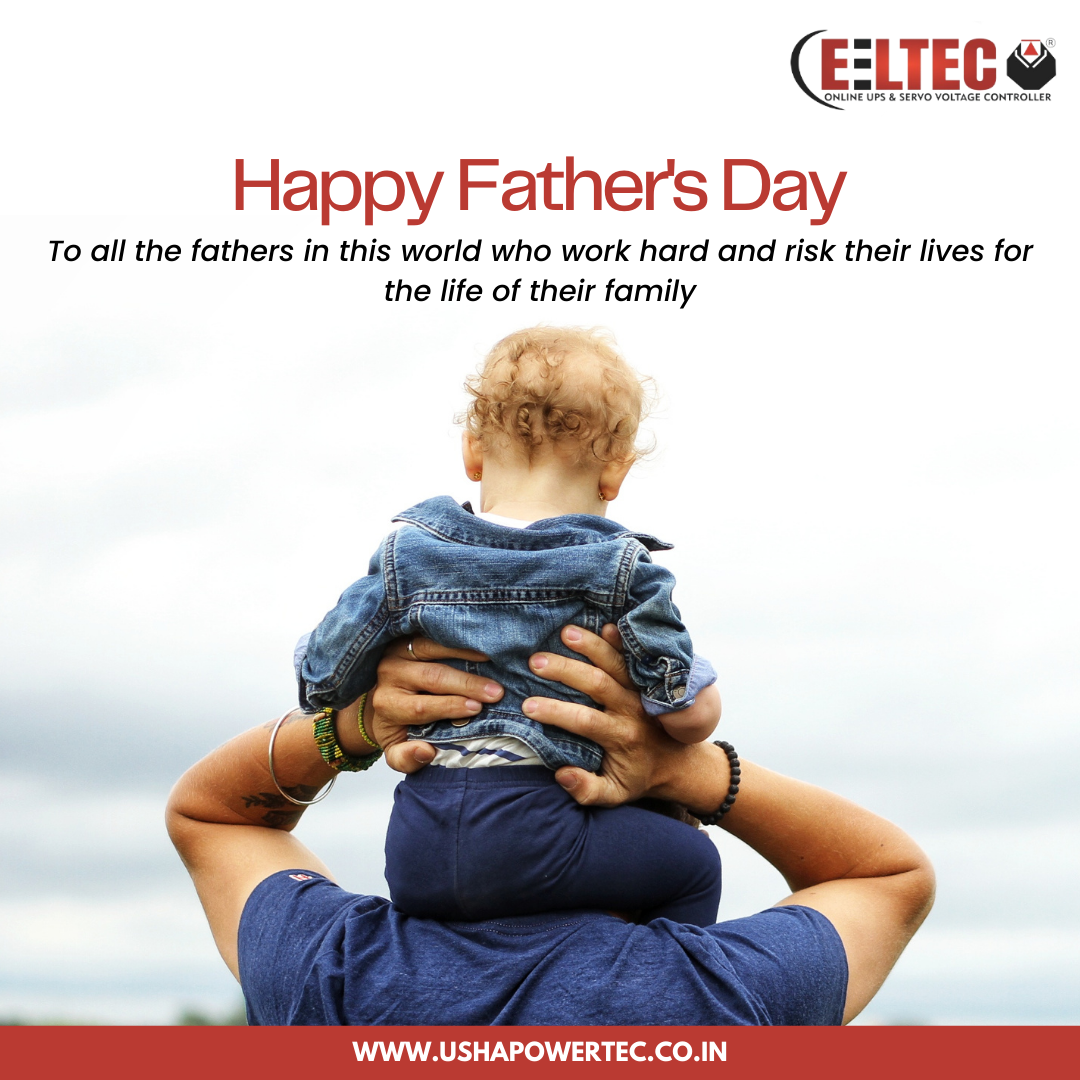 EELTEC ®
ONLINE UPS & SERVO VOLTAGE CONTROLLER
Happy Father's Day
To all the fathers in this world who work hard and risk their lives for
the life of their family
WWW.USHAPOWERTEC.CO.IN